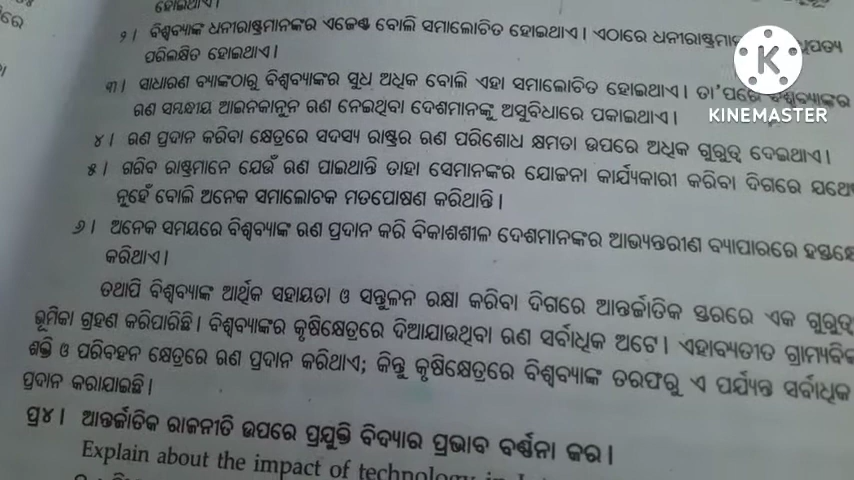 ହୋଇଥାଏ।
୨। ବିଶ୍ୱବ୍ୟାଙ୍କ ଧନୀରାଷ୍ଟ୍ରମାନଙ୍କର ଏଜେଣ୍ଟ ବୋଲି ସମାଲୋଚିତ ହୋଇଥାଏ। ଏଠାରେ
ପରିଲକ୍ଷିତ ହୋଇଥାଏ।
୩। ସାଧାରଣ ବ୍ୟାଙ୍କଠାରୁ ବିଶ୍ୱବ୍ୟାଙ୍କର ସୁଧ ଅଧିକ ବୋଲି ଏହା ସମାଲୋଚିତ ହୋଇଥାଏ। ତା'ପରେ ବିଶ୍ୱବ୍ୟାଙ୍କର
ଋଣ ସମ୍ବନ୍ଧୀୟ ଆଇନକାନୁନ ଋଣ ନେଇଥିବା ଦେଶମାନଙ୍କୁ ଅସୁବିଧାରେ ପକାଇଥାଏ।
୪। ଋଣ ପ୍ରଦାନ କରିବା କ୍ଷେତ୍ରରେ ସଦସ୍ୟ ରାଷ୍ଟ୍ରର ଋଣ ପରିଶୋଧ କ୍ଷମତା ଉପରେ ଅଧିକ ଗୁରୁତ୍ୱ ଦେଇଥାଏ।
୫। ଗରିବ ରାଷ୍ଟ୍ରମାନେ ଯେଉଁ ଋଣ ପାଇଥାନ୍ତି ତାହା ସେମାନଙ୍କର ଯୋଜନା କାର୍ଯ୍ୟକାରୀ କରିବା ଦିଗରେ
ନୁହେଁ ବୋଲି ଅନେକ ସମାଲୋଚକ ମତପୋଷଣ କରିଥାନ୍ତି।
୬। ଅନେକ ସମୟରେ ବିଶ୍ୱବ୍ୟାଙ୍କ ଋଣ ପ୍ରଦାନ କରି ବିକାଶଶୀଳ ଦେଶମାନଙ୍କର ଆଭ୍ୟନ୍ତରୀଣ ବ୍ୟାପାରରେ
କରିଥାଏ।
ତଥାପି ବିଶ୍ୱବ୍ୟାଙ୍କ ଆର୍ଥିକ ସହାୟତା ଓ ସନ୍ତୁଳନ ରକ୍ଷା କରିବା ଦିଗରେ ଆନ୍ତର୍ଜାତିକ ସ୍ତରରେ ଏକ
ଭୂମିକା ଗ୍ରହଣ କରିପାରିଛି। ବିଶ୍ୱବ୍ୟାଙ୍କର କୃଷିକ୍ଷେତ୍ରରେ ଦିଆଯାଉଥିବା ଋଣ ସର୍ବାଧିକ ଅଟେ। ଏହାବ୍ୟତୀତ
ଶକ୍ତି ଓ ପରିବହନ କ୍ଷେତ୍ରରେ ଋଣ ପ୍ରଦାନ କରିଥାଏ; କିନ୍ତୁ କୃଷିକ୍ଷେତ୍ରରେ ବିଶ୍ୱବ୍ୟାଙ୍କ ତରଫରୁ ଏ ପର୍ଯ୍ୟନ୍ତ ସର୍ବାଧିକ
ପ୍ରଦାନ କରାଯାଇଛି।
ପ୍ର୪। ଆନ୍ତର୍ଜାତିକ ରାଜନୀତି ଉପରେ ପ୍ରଯୁକ୍ତି ବିଦ୍ୟାର ପ୍ରଭାବ ବର୍ଣ୍ଣନା କର।
Explain about the impact of technology in
KINEMASTER